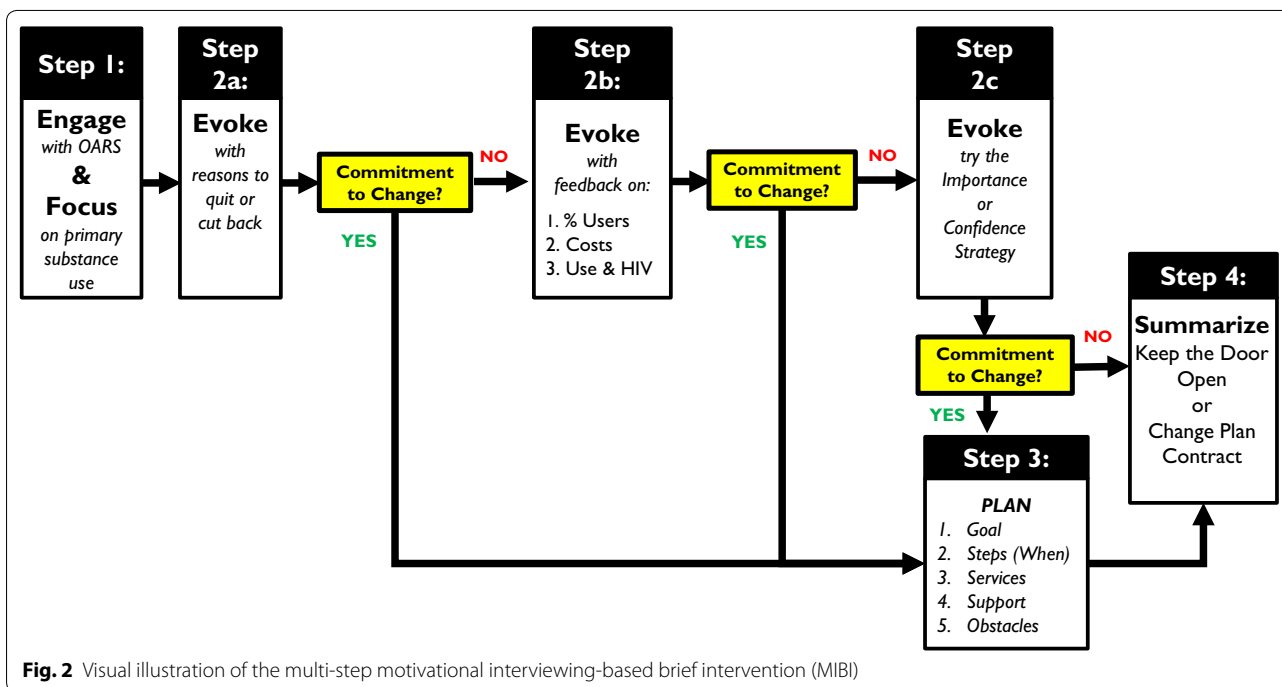 Step 1:
Engage
with OARS
&
Focus
on primary
substance
use
Step
2a:
Evoke
with
reasons to
quit or
cut back
Commitment
to Change?
NO
YES
Step
2b:
Evoke
with
feedback on:
1. % Users
2. Costs
3. Use & HIV
Commitment
to Change?
NO
YES
Step
2c
Evoke
try the
Importance
or
Confidence
Strategy
Commitment
to Change?
NO
YES
Step 3:
PLAN
1. Goal
2. Steps (When)
3. Services
4. Support
5. Obstacles
Step 4:
Summarize
Keep the Door
Open
or
Change Plan
Contract
Fig. 2 Visual illustration of the multi-step motivational interviewing-based brief intervention (MIBI)